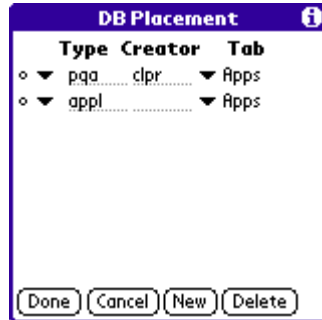 DB Placement
Type Creator Tab
pqa clpr Apps
appl Apps
Done Cancel New Delete